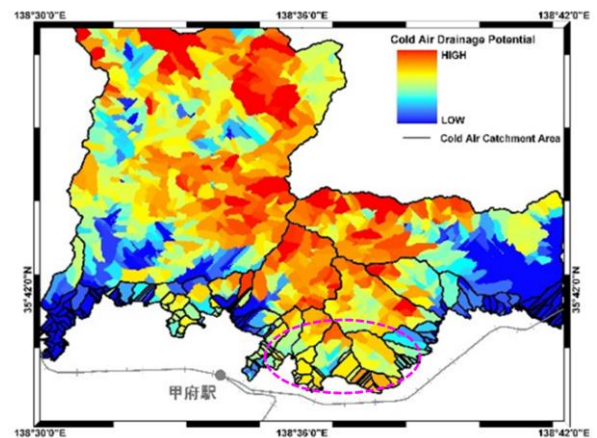 138°30'0"E 138°36'0"E 138°42'0"E
Cold Air Drainage Potential
HIGH
LOW
Cold Air Catchment Area
35°42'0"N 35°42'0"N
甲府駅
138°30'0"E 138°36'0"E 138°42'0"E